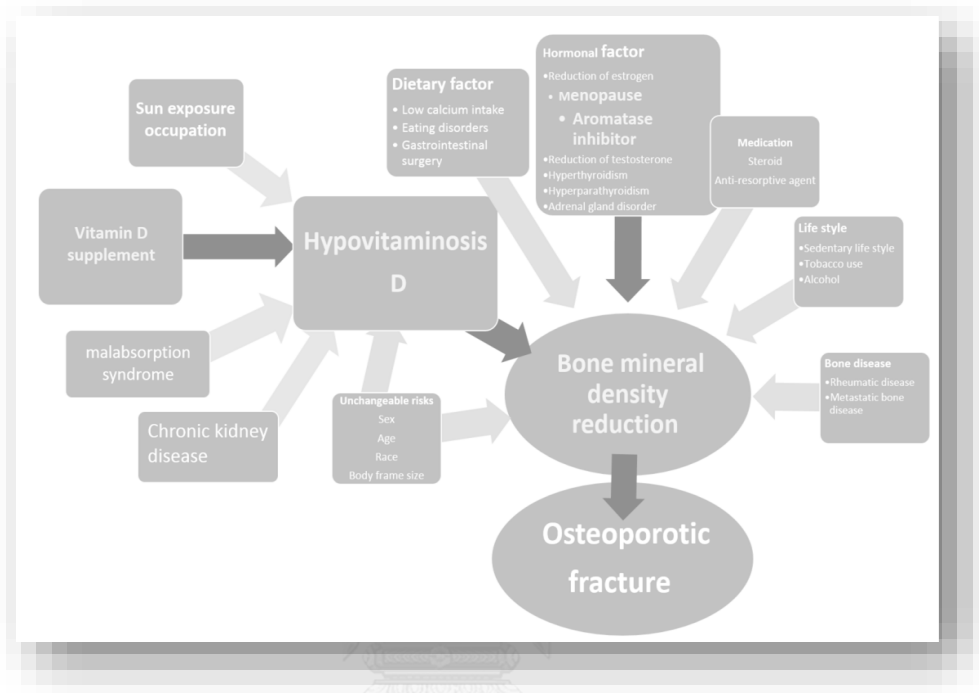 Sun exposure
occupation
Vitamin D
supplement
malabsorption
syndrome
Chronic kidney
disease
Hypovitaminosis
D
Unchangeable risks
Sex
Age
Race
Body frame size
Dietary factor
• Low calcium intake
• Eating disorders
• Gastrointestinal
surgery
Hormonal factor
•Reduction of estrogen
• Menopause
• Aromatase
inhibitor
•Reduction of testosterone
•Hyperthyroidism
•Hyperparathyroidism
•Adrenal gland disorder
Medication
Steroid
Anti-resorptive agent
Life style
•Sedentary life style
•Tobacco use
•Alcohol
Bone disease
•Rheumatic disease
•Metastatic bone
disease
Bone mineral
density
reduction
Osteoporotic
fracture